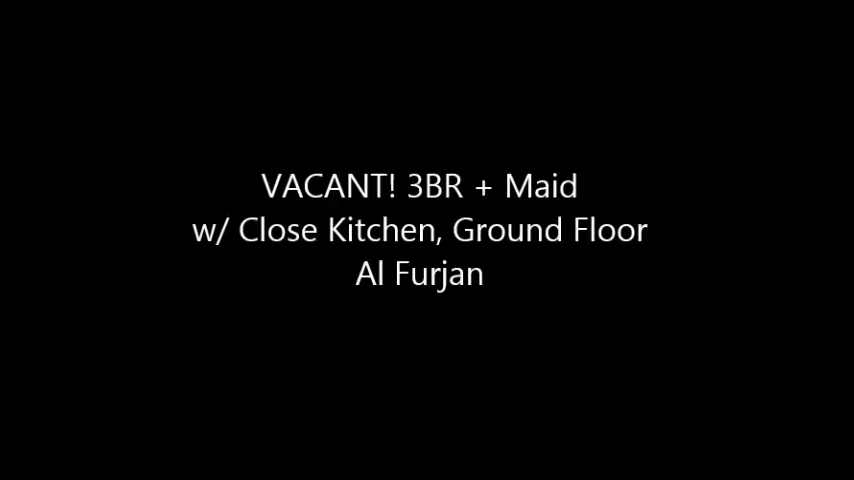 VACANT! 3BR + Maid
w/ Close Kitchen, Ground Floor
Al Furjan